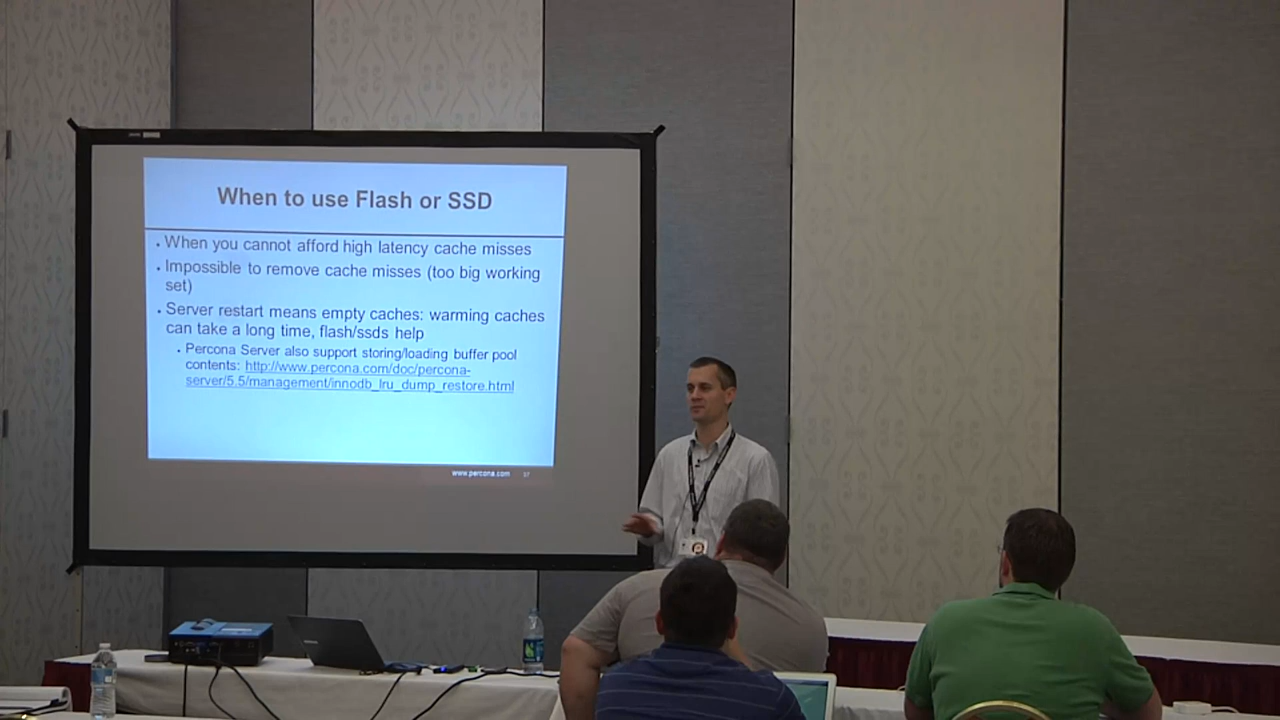 When to use Flash or SSD
• When you cannot afford high latency cache misses
• Impossible to remove cache misses (too big working
set)
• Server restart means empty caches: warming caches
can take a long time, flash/ssds help
• Percona Server also support storing/loading buffer pool
contents: http://www.percona.com/doc/percona-
server/5.5/management/innodb_lru_dump_restore.html
www.percona.com 57